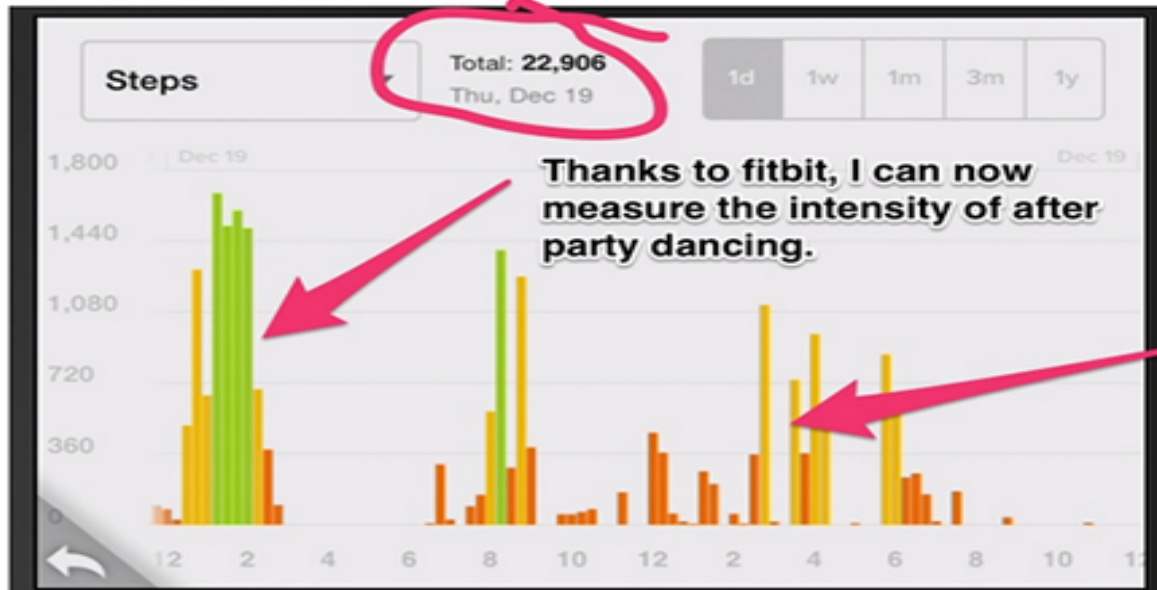 Steps
Total: 22,906
Thu, Dec 19
1d 1w 1m 3m 1y
1,800 Dec 19 Dec 19
Thanks to fitbit, I can now
measure the intensity of after
party dancing.
1,440
1,080
720
360
0
12 2 4 6 8 10 12 2 4 6 8 10 12